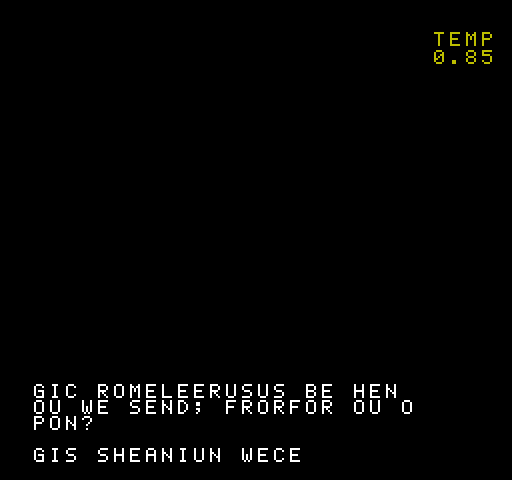 TEMP
0.85
GIC ROMELEERUSUS BE HEN
OU WE SEND; FRORFOR OU O
PON?
GIS SHEANIUN WECE